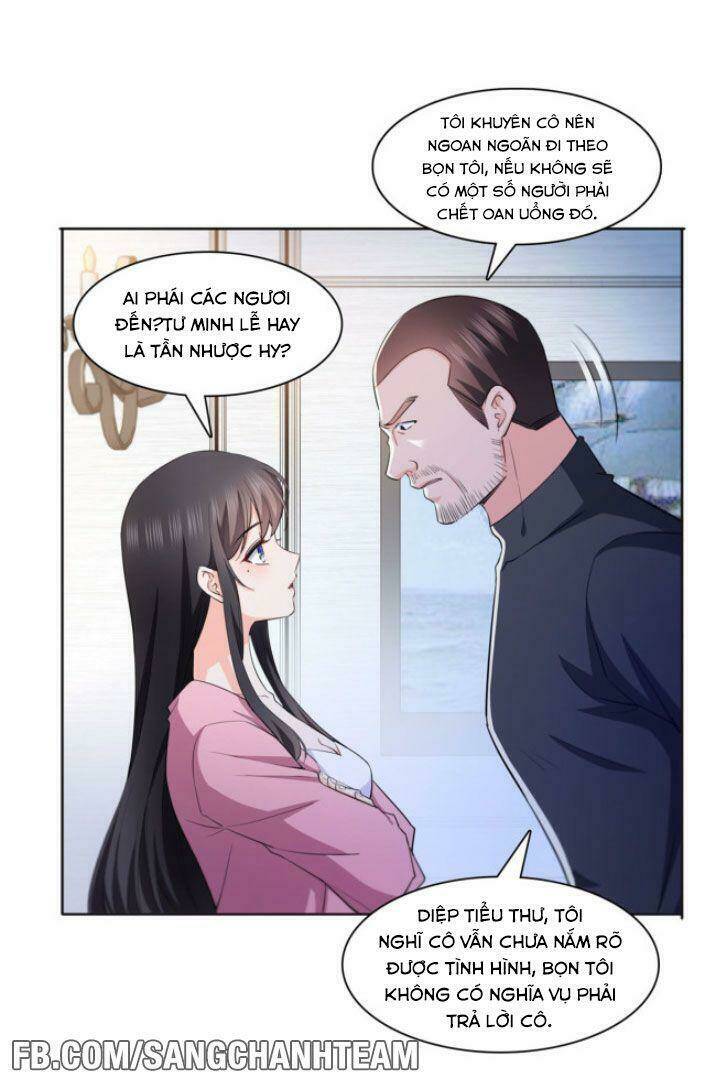 TÔI KHUYÊN CÔ NÊN
NGOAN NGOÃN ĐI THEO
BỌN TÔI, NẾU KHÔNG SẼ
CÓ MỘT SỐ NGƯỜI PHẢI
CHẾT OAN UỔNG ĐÓ.
AI PHÁI CÁC NGƯƠI
ĐẾN?TƯ MINH LỄ HAY
LÀ TẦN NHƯỢC HY?
DIỆP TIỂU THƯ, TÔI
NGHĨ CÔ VẪN CHƯA NẮM RÕ
ĐƯỢC TÌNH HÌNH, BỌN TÔI
KHÔNG CÓ NGHĨA VỤ PHẢI
TRẢ LỜI CÔ.
FB.COM/SANGCHANHTEAM